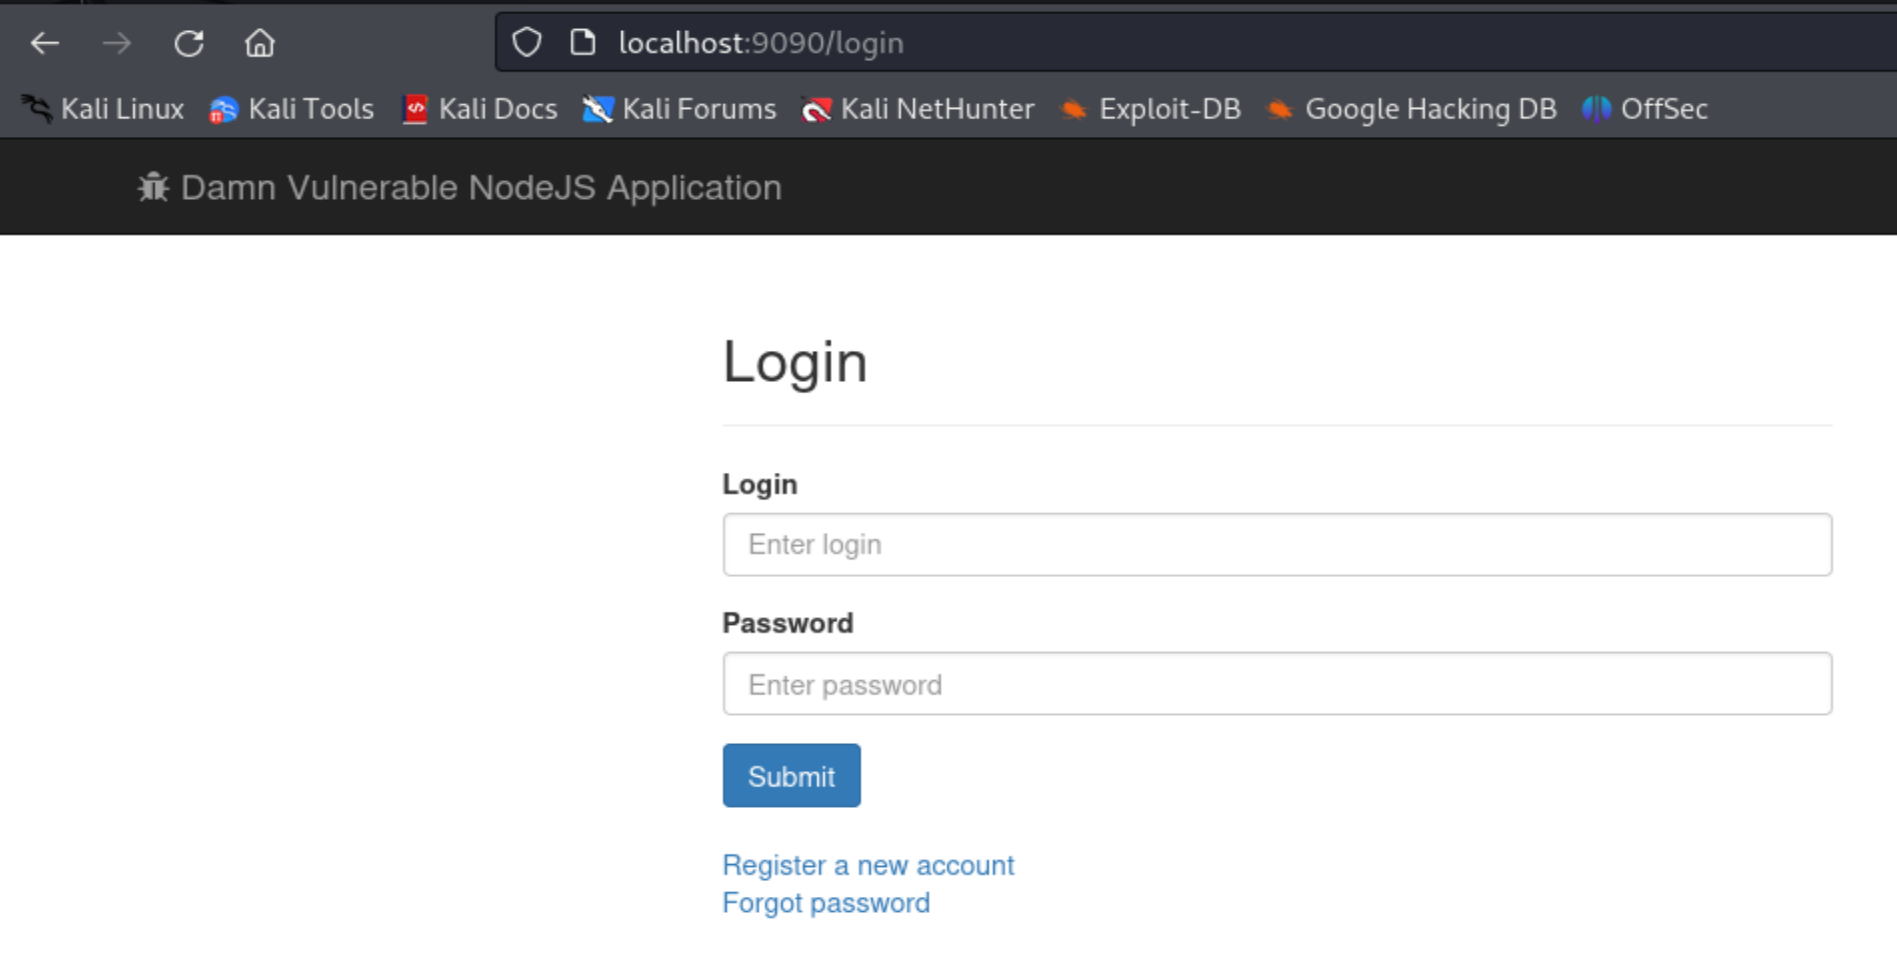 localhost:9090/login
Kali Linux Kali Tools Kali Docs Kali Forums Kali NetHunter Exploit-DB Google Hacking DB OffSec
Damn Vulnerable NodeJS Application
Login
Login
Enter login
Password
Enter password
Submit
Register a new account
Forgot password